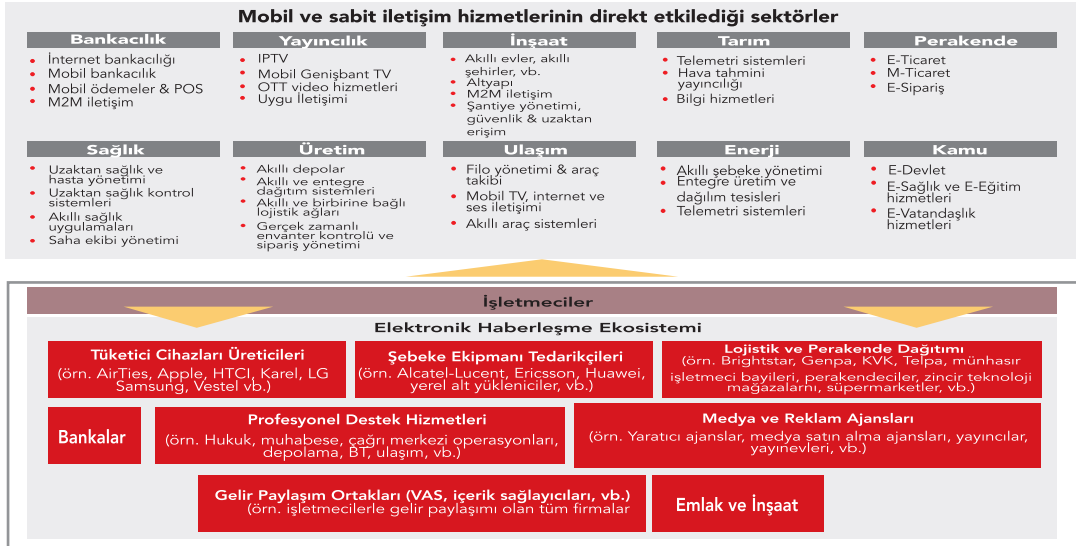 Mobil ve sabit iletişim hizmetlerinin direkt etkilediği sektörler
Bankacılık
• İnternet bankacılığı
• Mobil bankacılık
• Mobil ödemeler & POS
• M2M iletişim
Yayıncılık
• IPTV
• Mobil Genişbant TV
• OTT video hizmetleri
• Uygu İletişimi
İnşaat
• Akıllı evler, akıllı
şehirler, vb.
• Altyapı
• M2M iletişim
• Şantiye yönetimi,
güvenlik & uzaktan
erişim
Tarım
• Telemetri sistemleri
• Hava tahmini
yayıncılığı
• Bilgi hizmetleri
Perakende
• E-Ticaret
• M-Ticaret
• E-Sipariş
Sağlık
• Uzaktan sağlık ve
hasta yönetimi
• Uzaktan sağlık kontrol
sistemleri
• Akıllı sağlık
uygulamaları
• Saha ekibi yönetimi
Üretim
• Akıllı depolar
• Akıllı ve entegre
dağıtım sistemleri
• Akıllı ve birbirine bağlı
lojistik ağları
• Gerçek zamanlı
envanter kontrolü ve
sipariş yönetimi
Ulaşım
• Filo yönetimi & araç
takibi
• Mobil TV, internet ve
ses iletişimi
• Akıllı araç sistemleri
Enerji
• Akıllı şebeke yönetimi
• Entegre üretim ve
dağılım tesisleri
• Telemetri sistemleri
Kamu
• E-Devlet
• E-Sağlık ve E-Eğitim
hizmetleri
• E-Vatandaşlık
hizmetleri
İşletmeciler
Elektronik Haberleşme Ekosistemi
Tüketici Cihazları Üreticileri
(örn. AirTies, Apple, HTCI, Karel, LG
Samsung, Vestel vb.)
Şebeke Ekipmanı Tedarikçileri
(örn. Alcatel-Lucent, Ericsson, Huawei,
yerel alt yükleniciler, vb.)
Lojistik ve Perakende Dağıtımı
(örn. Brightstar, Genpa, KVK, Telpa, münhasır
işletmeci bayileri, perakendeciler, zincir teknoloji
mağazalarnı, süpermarketler, vb.)
Bankalar
Profesyonel Destek Hizmetleri
(örn. Hukuk, muhabese, çağrı merkezi operasyonları,
depolama, BT, ulaşım, vb.)
Medya ve Reklam Ajansları
(örn. Yaratıcı ajanslar, medya satın alma ajansları, yayıncılar,
yayınevleri, vb.)
Gelir Paylaşım Ortakları (VAS, içerik sağlayıcıları, vb.)
(örn. işletmecilerle gelir paylaşımı olan tüm firmalar
Emlak ve İnşaat